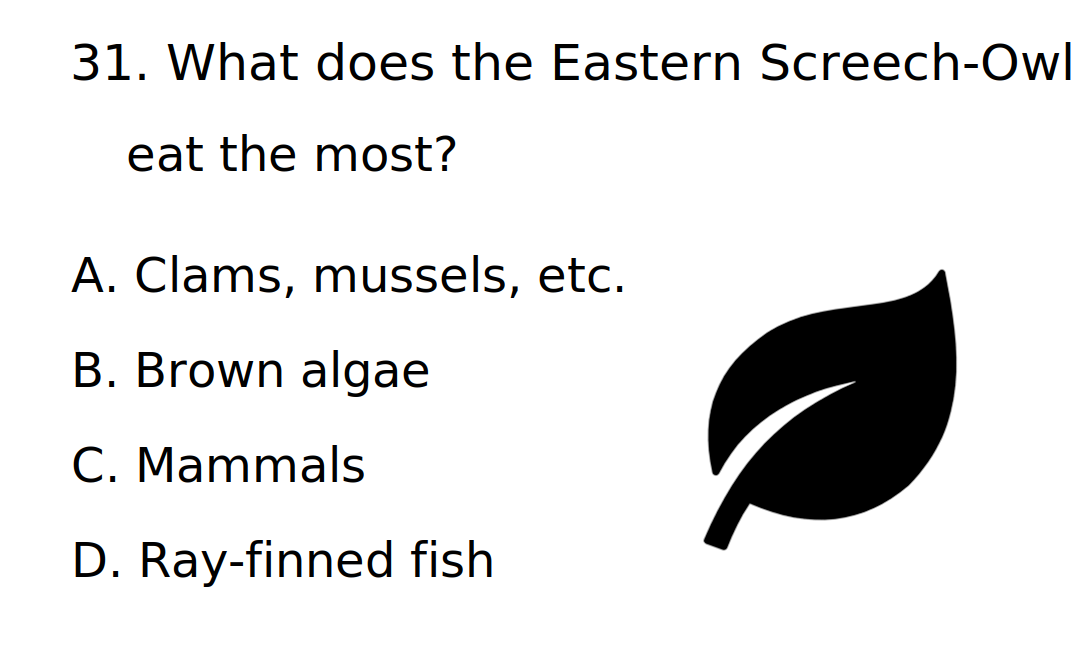 31. What does the Eastern Screech-Owl
eat the most?
A. Clams, mussels, etc.
B. Brown algae
C. Mammals
D. Ray-finned fish